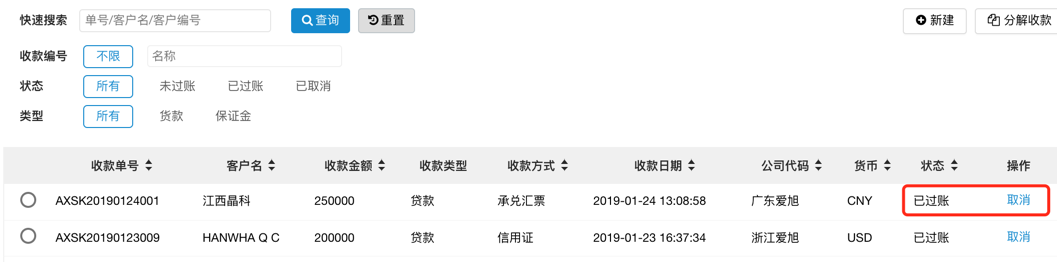 快速搜索 单号/客户名/客户编号 查询 重置 新建 分解收款
收款编号 不限 名称
状态 所有 未过账 已过账 已取消
类型 所有 货款 保证金
收款单号 客户名 收款金额 收款类型 收款方式 收款日期 公司代码 货币 状态 操作
AXSK20190124001 江西晶科 250000 贷款 承兑汇票 2019-01-24 13:08:58 广东爱旭 CNY 已过账 取消
AXSK20190123009 HANWHA Q C 200000 贷款 信用证 2019-01-23 16:37:34 浙江爱旭 USD 已过账 取消